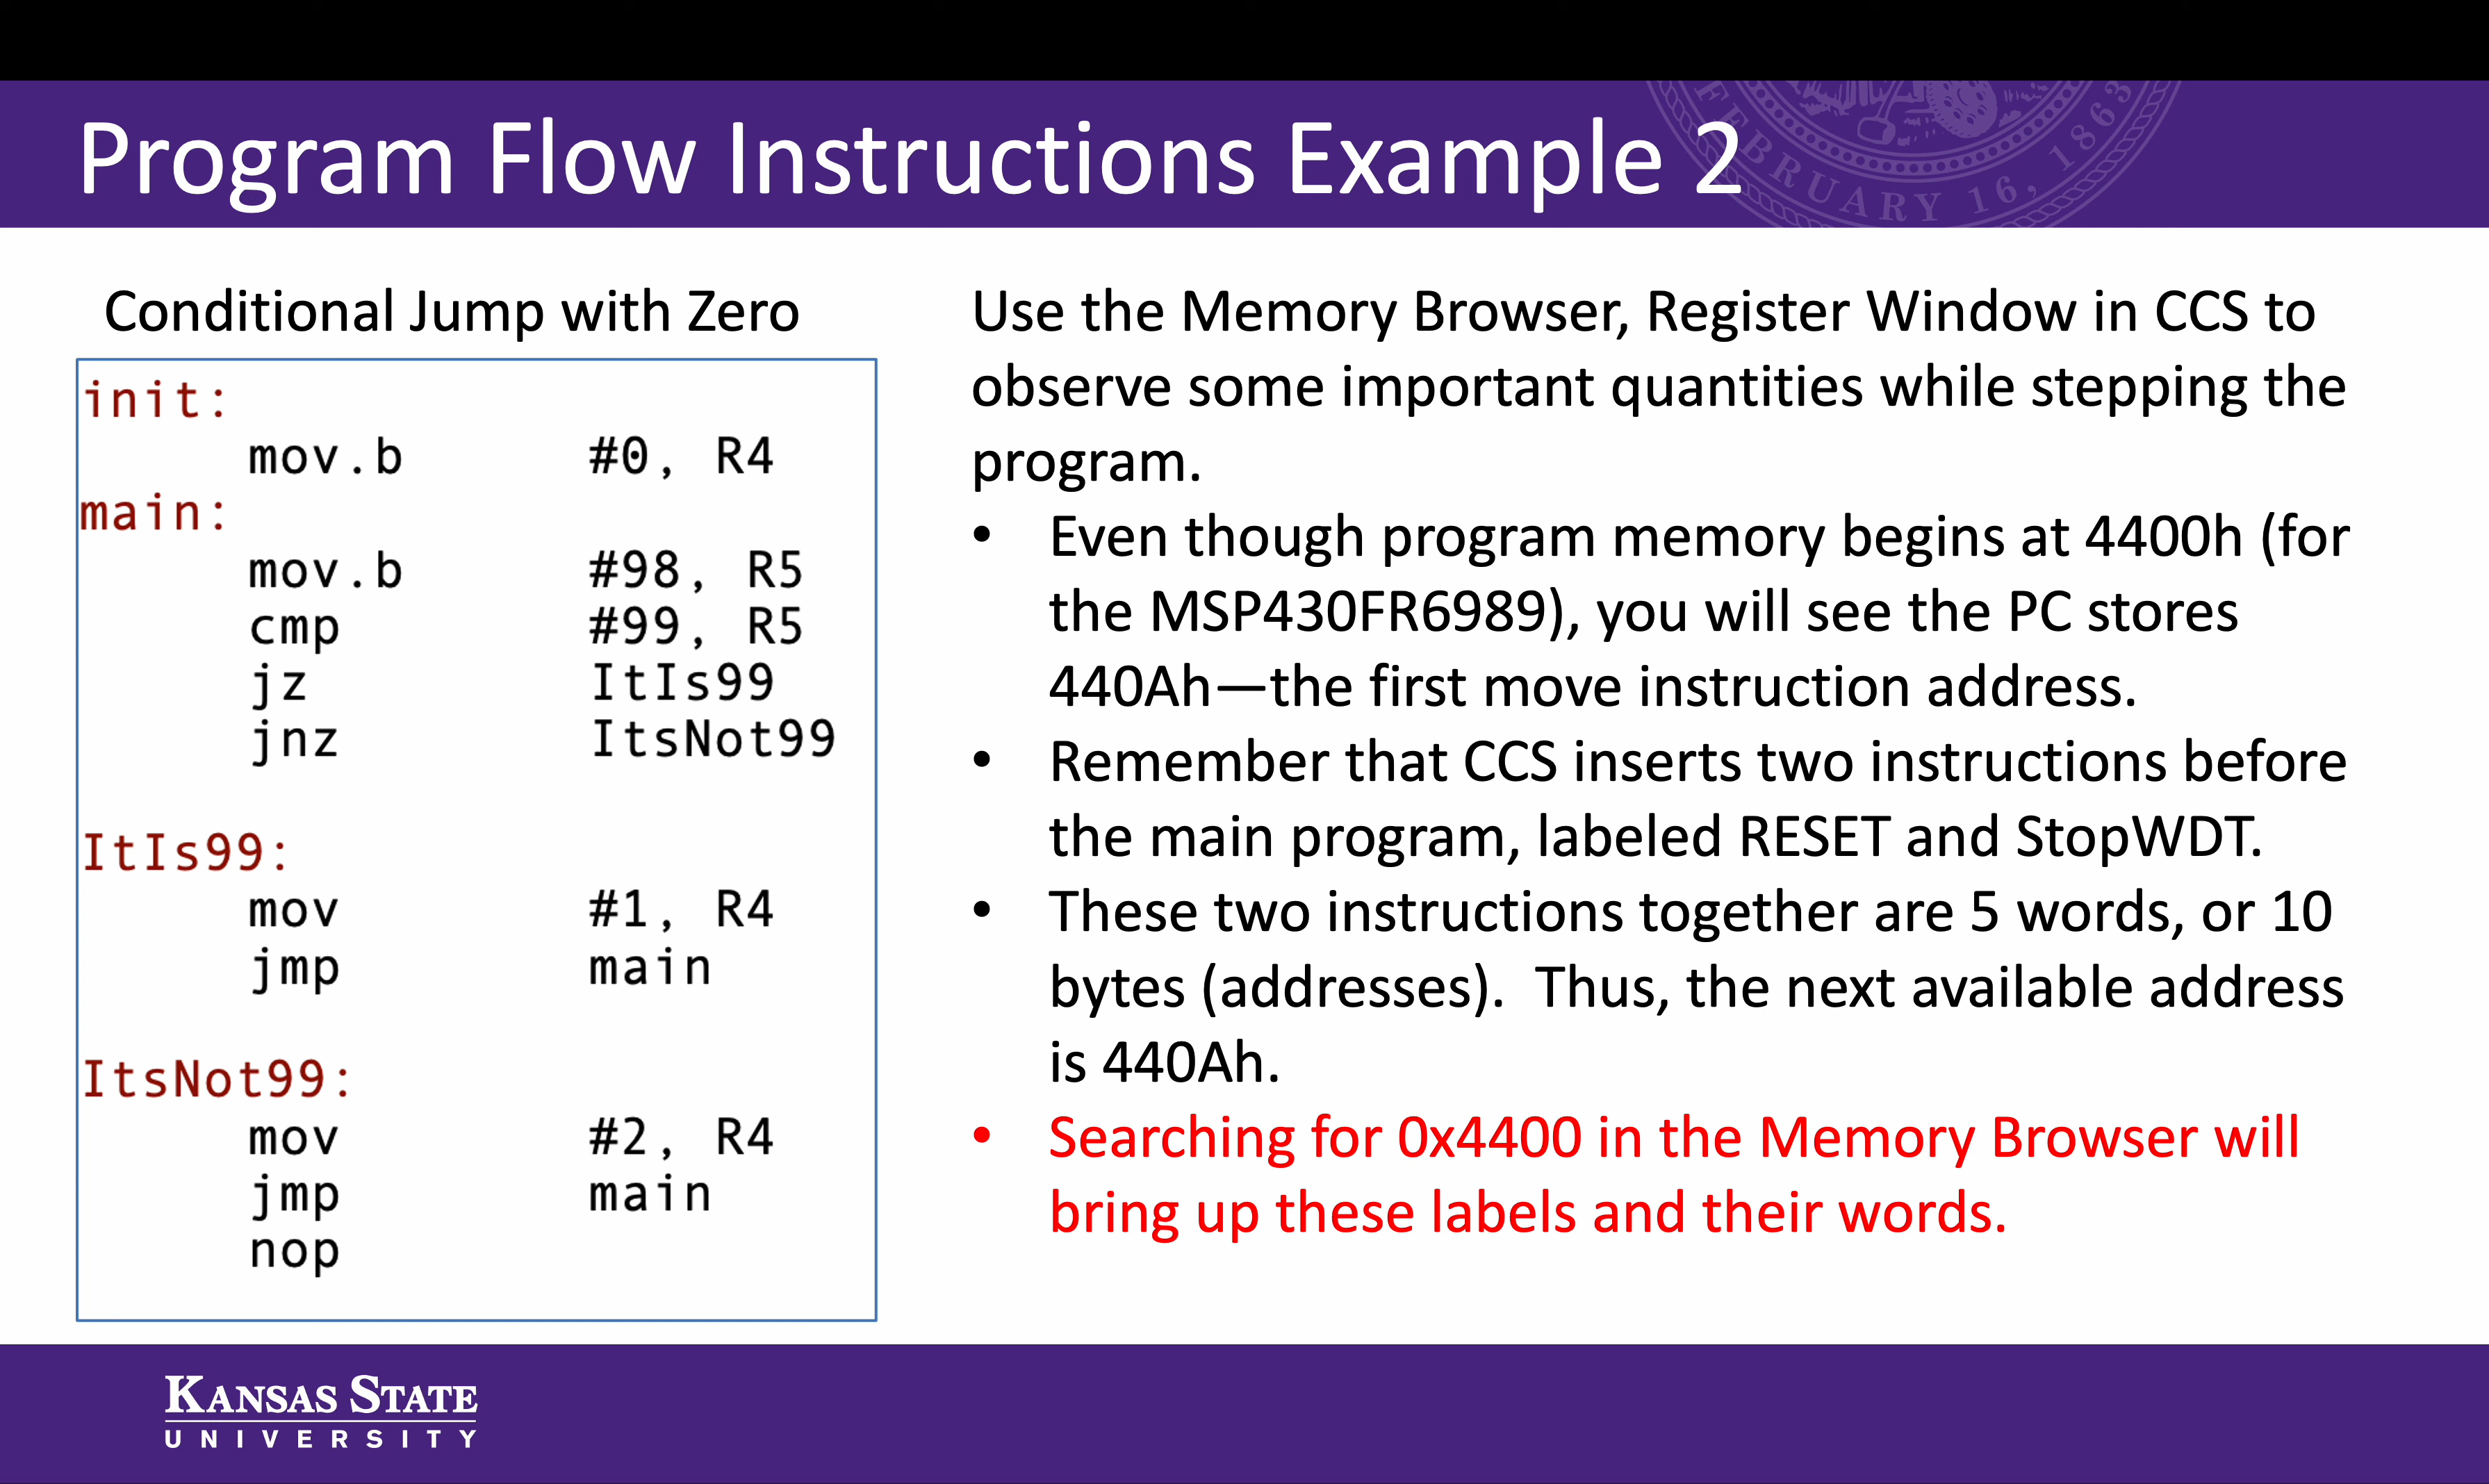 Program Flow Instructions Example 2
FEBRUARY 16, 1863
Conditional Jump with Zero
init:
mov.b #0, R4
main:
mov.b #98, R5
cmp #99, R5
jz ItIs99
jnz ItsNot99
ItIs99:
mov #1, R4
jmp main
ItsNot99:
mov #2, R4
jmp main
nop
Use the Memory Browser, Register Window in CCS to
observe some important quantities while stepping the
program.
• Even though program memory begins at 4400h (for
the MSP430FR6989), you will see the PC stores
440Ah—the first move instruction address.
• Remember that CCS inserts two instructions before
the main program, labeled RESET and StopWDT.
• These two instructions together are 5 words, or 10
bytes (addresses).  Thus, the next available address
is 440Ah.
• Searching for 0x4400 in the Memory Browser will
bring up these labels and their words.
KANSAS STATE
UNIVERSITY